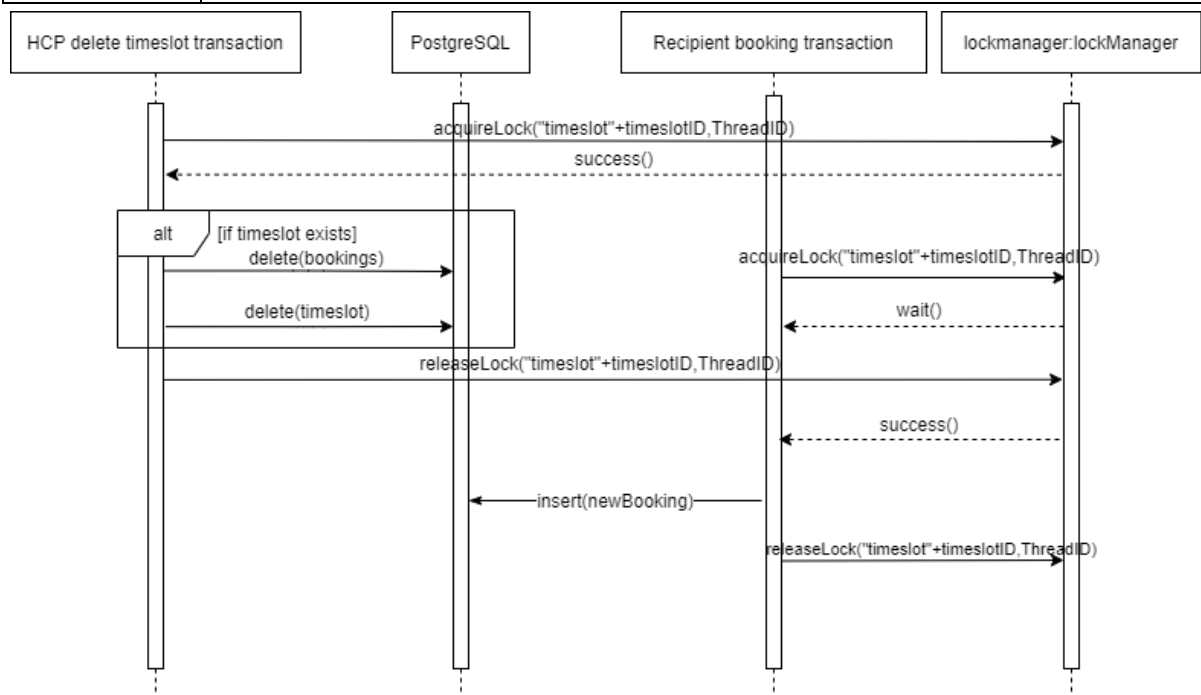 HCP delete timeslot transaction
PostgreSQL
Recipient booking transaction
lockmanager:lockManager
acquireLock("timeslot"+timeslotID,ThreadID)
success()
alt
[if timeslot exists]
delete(bookings)
acquireLock("timeslot"+timeslotID,ThreadID)
delete(timeslot)
wait()
releaseLock("timeslot"+timeslotID,ThreadID)
success()
insert(newBooking)
releaseLock("timeslot"+timeslotID,ThreadID)